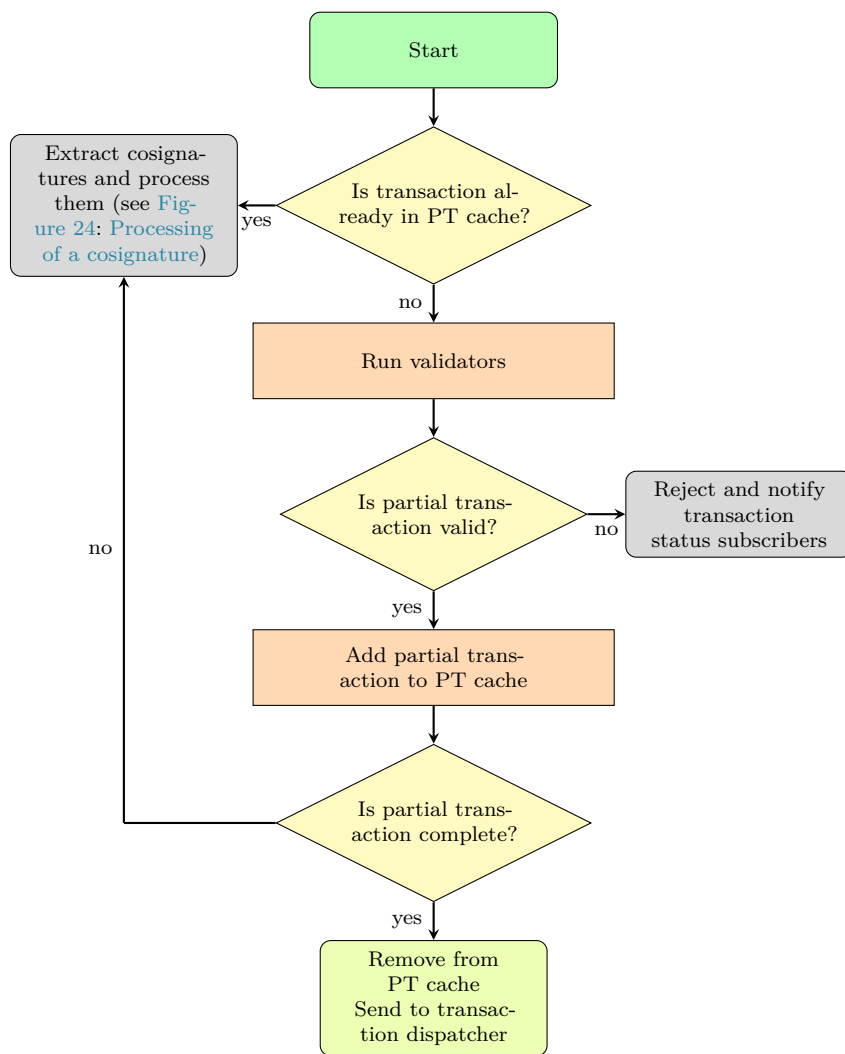 Start
Extract cosigna-
tures and process
them (see Fig-
ure 24: Processing
of a cosignature)
yes
Is transaction al-
ready in PT cache?
no
Run validators
Is partial trans-
action valid?
no
Reject and notify
transaction
status subscribers
yes
no
Add partial trans-
action to PT cache
Is partial trans-
action complete?
yes
Remove from
PT cache
Send to transac-
tion dispatcher